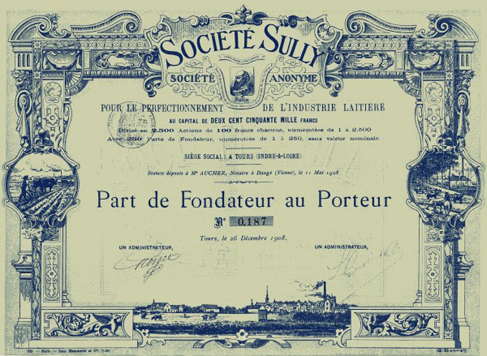 SOCIÉTÉ SULLY
SOCIÉTÉ ANONYME
POUR LE PERFECTIONNEMENT DE L'INDUSTRIE LAITIÈRE
AU CAPITAL DE DEUX CENT CINQUANTE MILLE FRANCS
Divisé en 2.500 Actions de 100 francs chacune, numérotées de 1 à 2.500
Avec 250 Parts de Fondateur, numérotées de 1 à 250, sans valeur nominale.
SIÈGE SOCIAL: A TOURS (INDRE-&-LOIRE)
Statuts déposés à Me AUCHER, Notaire à Dangé (Vienne), le 11 Mai 1908
Part de Fondateur au Porteur
No 0,187
Tours, le 26 Décembre 1908.
UN ADMINISTRATEUR, UN ADMINISTRATEUR,